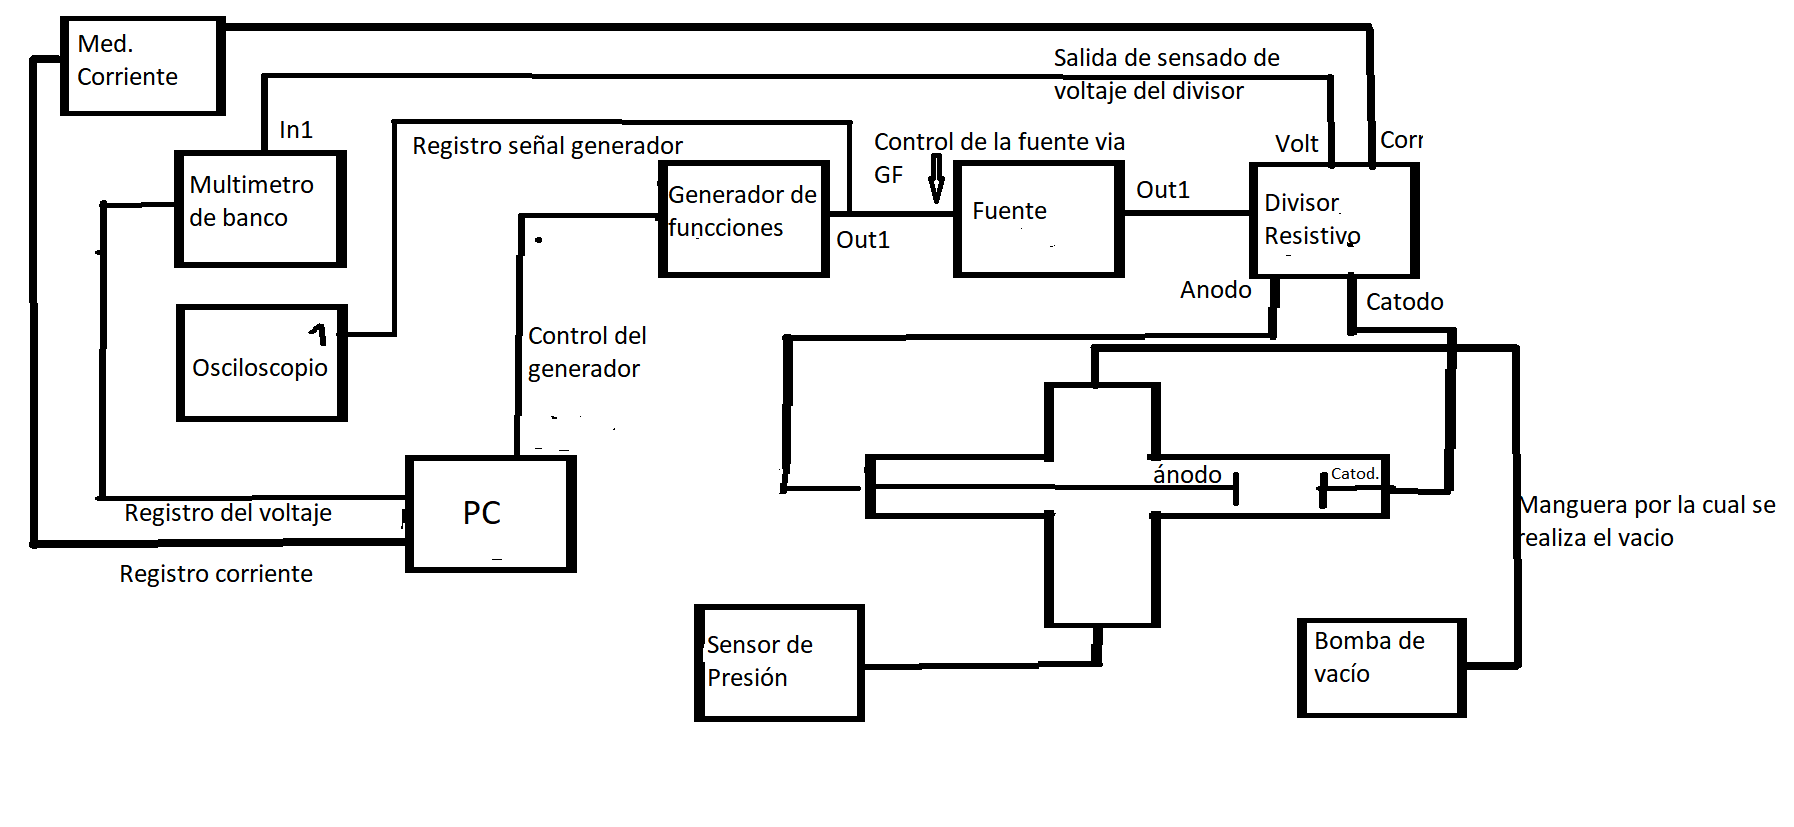 Med.
Corriente
Salida de sensado de
voltaje del divisor
In1
Registro señal generador
Control de la fuente via
GF
Volt
Corr
Multimetro
de banco
Generador de
funcciones
Out1
Fuente
Out1
Divisor
Resistivo
Anodo
Catodo
1
Osciloscopio
Control del
generador
ánodo
Catod.
PC
Registro del voltaje
Registro corriente
Manguera por la cual se
realiza el vacio
Sensor de
Presión
Bomba de
vacío